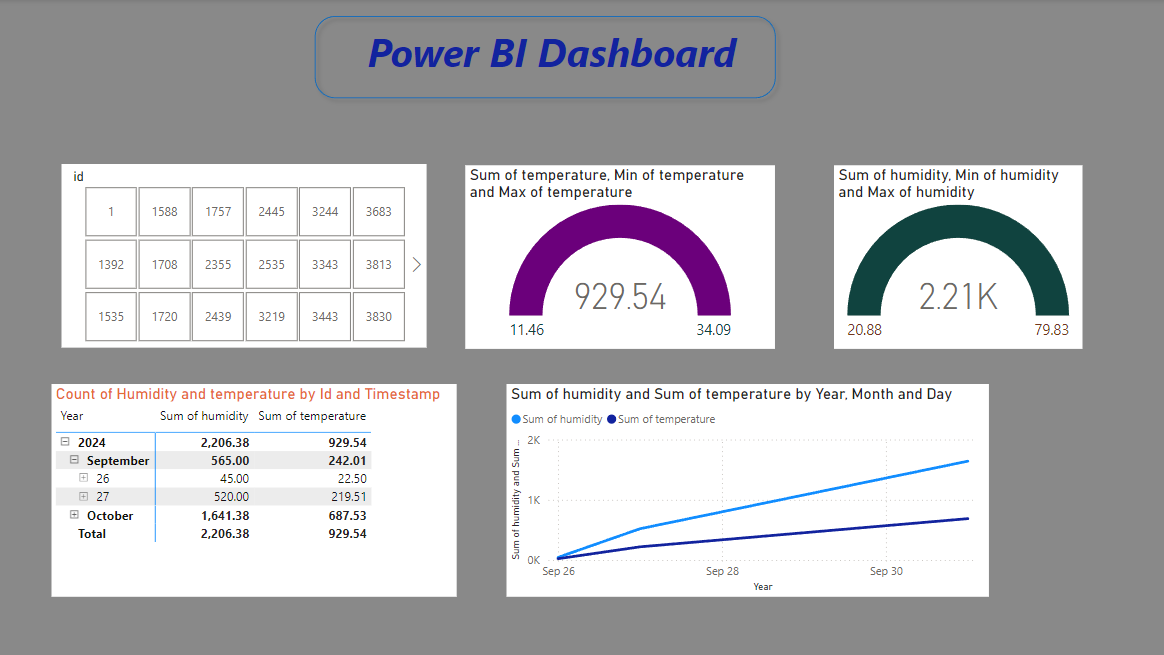 Power BI Dashboard
id
1 1588 1757 2445 3244 3683
1392 1708 2355 2535 3343 3813
1535 1720 2439 3219 3443 3830
Sum of temperature, Min of temperature
and Max of temperature
929.54
11.46 34.09
Sum of humidity, Min of humidity
and Max of humidity
2.21K
20.88 79.83
Count of Humidity and temperature by Id and Timestamp
Year Sum of humidity Sum of temperature
2024 2,206.38 929.54
September 565.00 242.01
26 45.00 22.50
27 520.00 219.51
October 1,641.38 687.53
Total 2,206.38 929.54
Sum of humidity and Sum of temperature by Year, Month and Day
Sum of humidity Sum of temperature
Sum of humidity and Sum ...
2K
1K
0K
Sep 26 Sep 28 Sep 30
Year